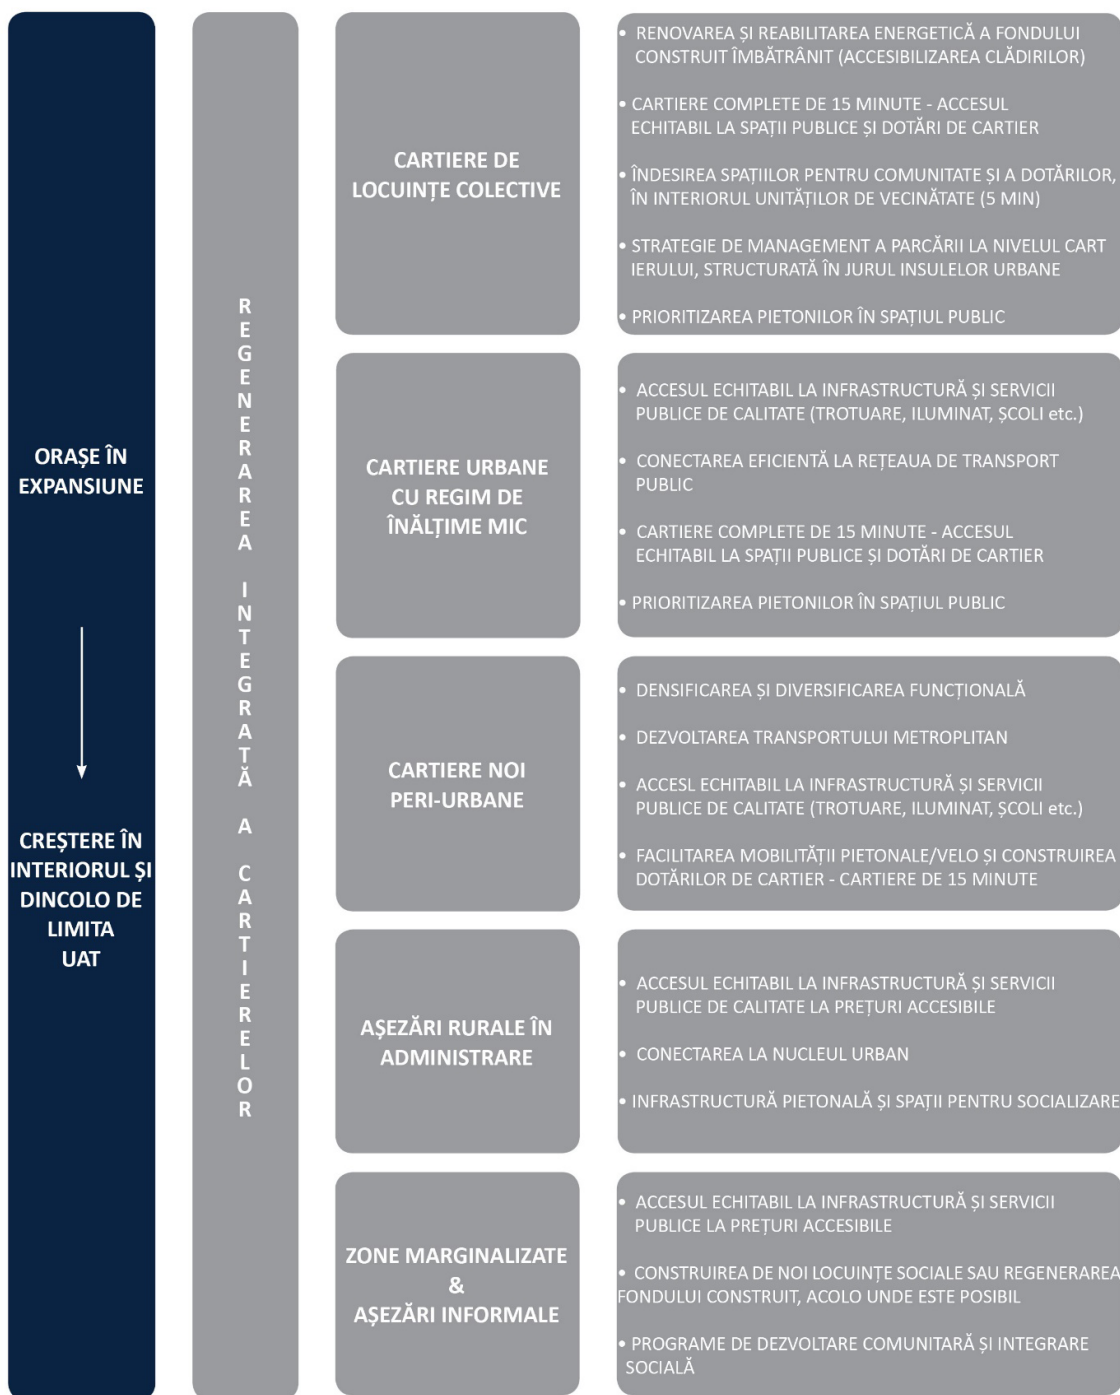 ORAȘE ÎN
EXPANSIUNE
CREȘTERE ÎN
INTERIORUL ȘI
DINCOLO DE
LIMITA
UAT
REGENERAREA INTEGRATĂ A CARTIERELOR
CARTIERE DE
LOCUINȚE COLECTIVE
• RENOVAREA ȘI REABILITAREA ENERGETICĂ A FONDULUI
CONSTRUIT ÎMBĂTRÂNIT (ACCESIBILIZAREA CLĂDIRILOR)
• CARTIERE COMPLETE DE 15 MINUTE - ACCESUL
ECHITABIL LA SPAȚII PUBLICE ȘI DOTĂRI DE CARTIER
• ÎNDESIREA SPAȚIILOR PENTRU COMUNITATE ȘI A DOTĂRILOR,
ÎN INTERIORUL UNITĂȚILOR DE VECINĂTATE (5 MIN)
• STRATEGIE DE MANAGEMENT A PARCĂRII LA NIVELUL CART
IERULUI, STRUCTURATĂ ÎN JURUL INSULELOR URBANE
• PRIORITIZAREA PIETONILOR ÎN SPAȚIUL PUBLIC
CARTIERE URBANE
CU REGIM DE
ÎNĂLȚIME MIC
• ACCESUL ECHITABIL LA INFRASTRUCTURĂ ȘI SERVICII
PUBLICE DE CALITATE (TROTUARE, ILUMINAT, ȘCOLI etc.)
• CONECTAREA EFICIENTĂ LA REȚEAUA DE TRANSPORT
PUBLIC
• CARTIERE COMPLETE DE 15 MINUTE - ACCESUL
ECHITABIL LA SPAȚII PUBLICE ȘI DOTĂRI DE CARTIER
• PRIORITIZAREA PIETONILOR ÎN SPAȚIUL PUBLIC
CARTIERE NOI
PERI-URBANE
• DENSIFICAREA ȘI DIVERSIFICAREA FUNCȚIONALĂ
• DEZVOLTAREA TRANSPORTULUI METROPLITAN
• ACCESL ECHITABIL LA INFRASTRUCTURĂ ȘI SERVICII
PUBLICE DE CALITATE (TROTUARE, ILUMINAT, ȘCOLI etc.)
• FACILITAREA MOBILITĂȚII PIETONALE/VELO ȘI CONSTRUIREA
DOTĂRILOR DE CARTIER - CARTIERE DE 15 MINUTE
AȘEZĂRI RURALE ÎN
ADMINISTRARE
• ACCESUL ECHITABIL LA INFRASTRUCTURĂ ȘI SERVICII
PUBLICE DE CALITATE LA PREȚURI ACCESIBILE
• CONECTAREA LA NUCLEUL URBAN
• INFRASTRUCTURĂ PIETONALĂ ȘI SPAȚII PENTRU SOCIALIZARE
ZONE MARGINALIZATE
&
AȘEZĂRI INFORMALE
• ACCESUL ECHITABIL LA INFRASTRUCTURĂ ȘI SERVICII
PUBLICE LA PREȚURI ACCESIBILE
• CONSTRUIREA DE NOI LOCUINȚE SOCIALE SAU REGENERAREA
FONDULUI CONSTRUIT, ACOLO UNDE ESTE POSIBIL
• PROGRAME DE DEZVOLTARE COMUNITARĂ ȘI INTEGRARE
SOCIALĂ